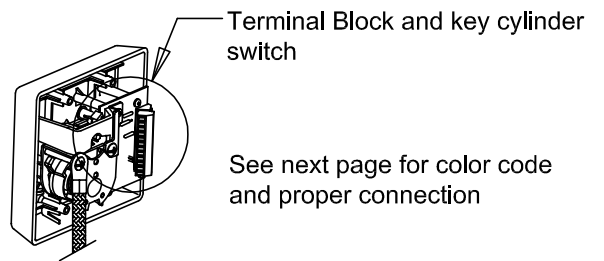 Terminal Block and key cylinder
switch
See next page for color code
and proper connection